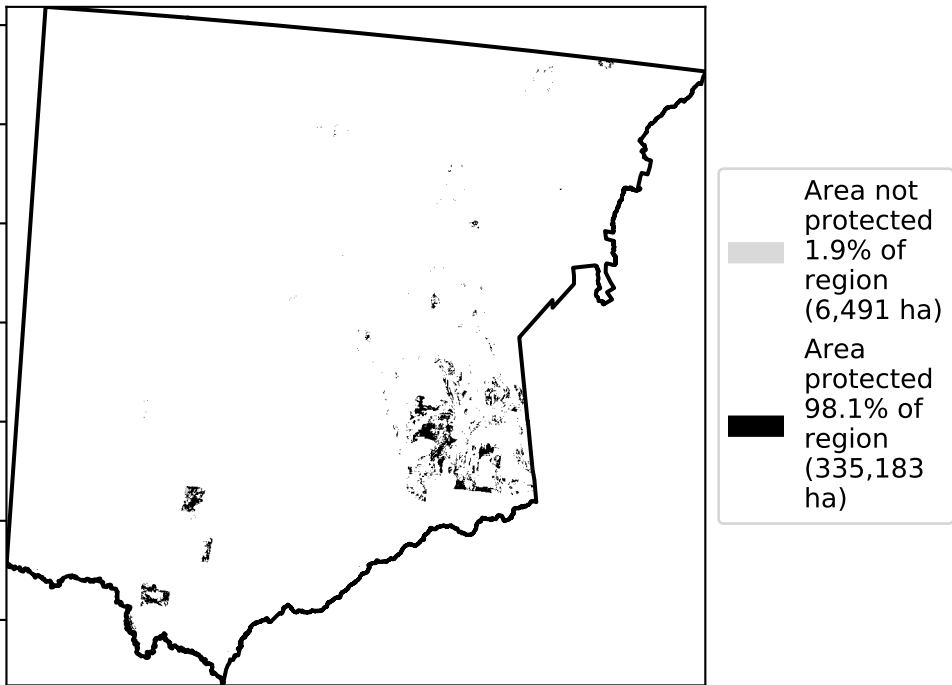 Area not
protected
1.9% of
region
(6,491 ha)
Area
protected
98.1% of
region
(335,183
ha)